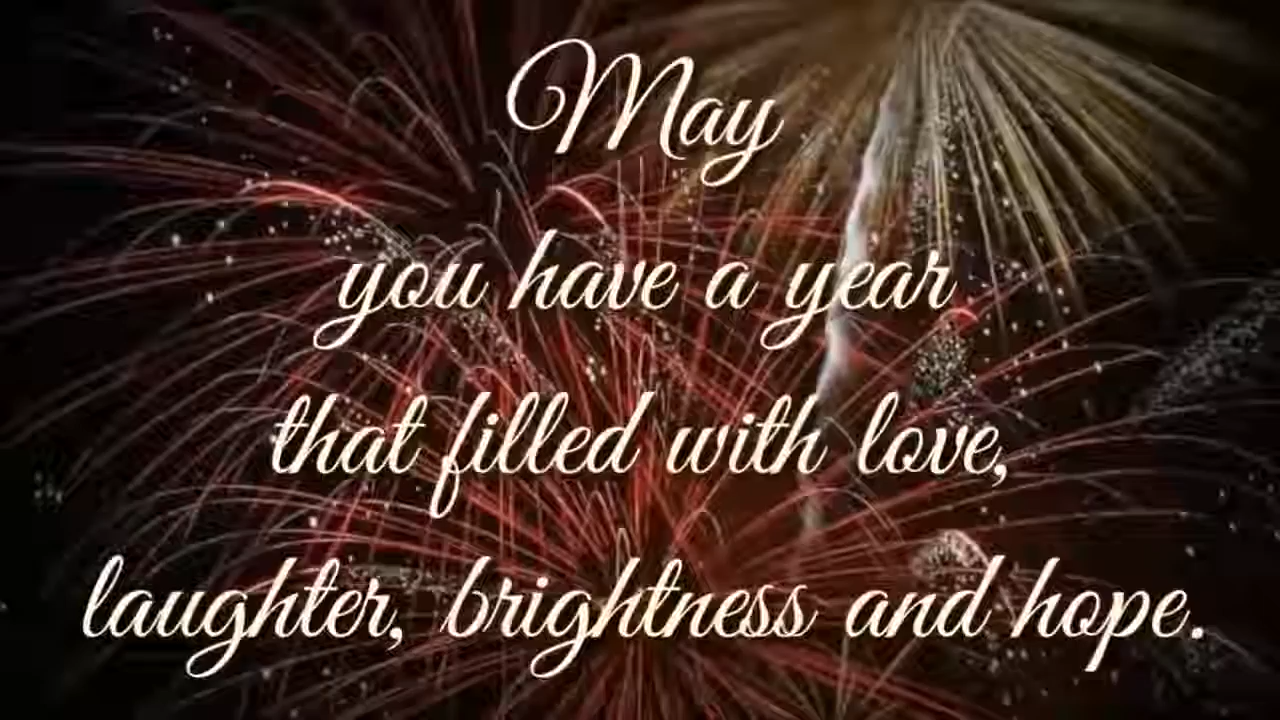 May
you have a year
that filled with love,
laughter, brightness and hope.